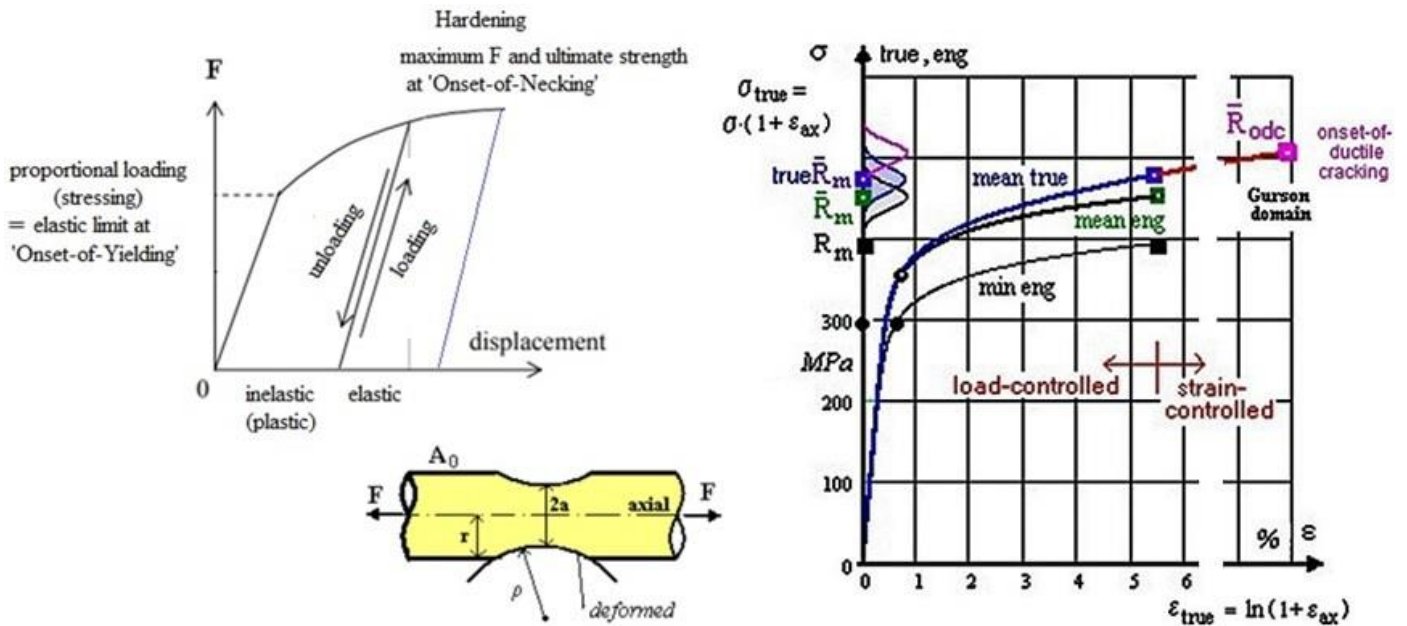 Hardening
maximum F and ultimate strength
at 'Onset-of-Necking'
F
proportional loading
(stressing)
= elastic limit at
'Onset-of-Yielding'
unloading
loading
displacement
0
inelastic
(plastic)
elastic
A₀
F
2a
axial
F
r
ρ
deformed
σ
true, eng
σtrue =
σ·(1+εax)
R̄odc
onset-of-
ductile
cracking
true R̄m
mean true
R̄m
mean eng
Gurson
domain
Rm
min eng
300
MPa
load-controlled
strain-
controlled
200
100
% ε
0
0 1 2 3 4 5 6
εtrue = ln(1+εax)